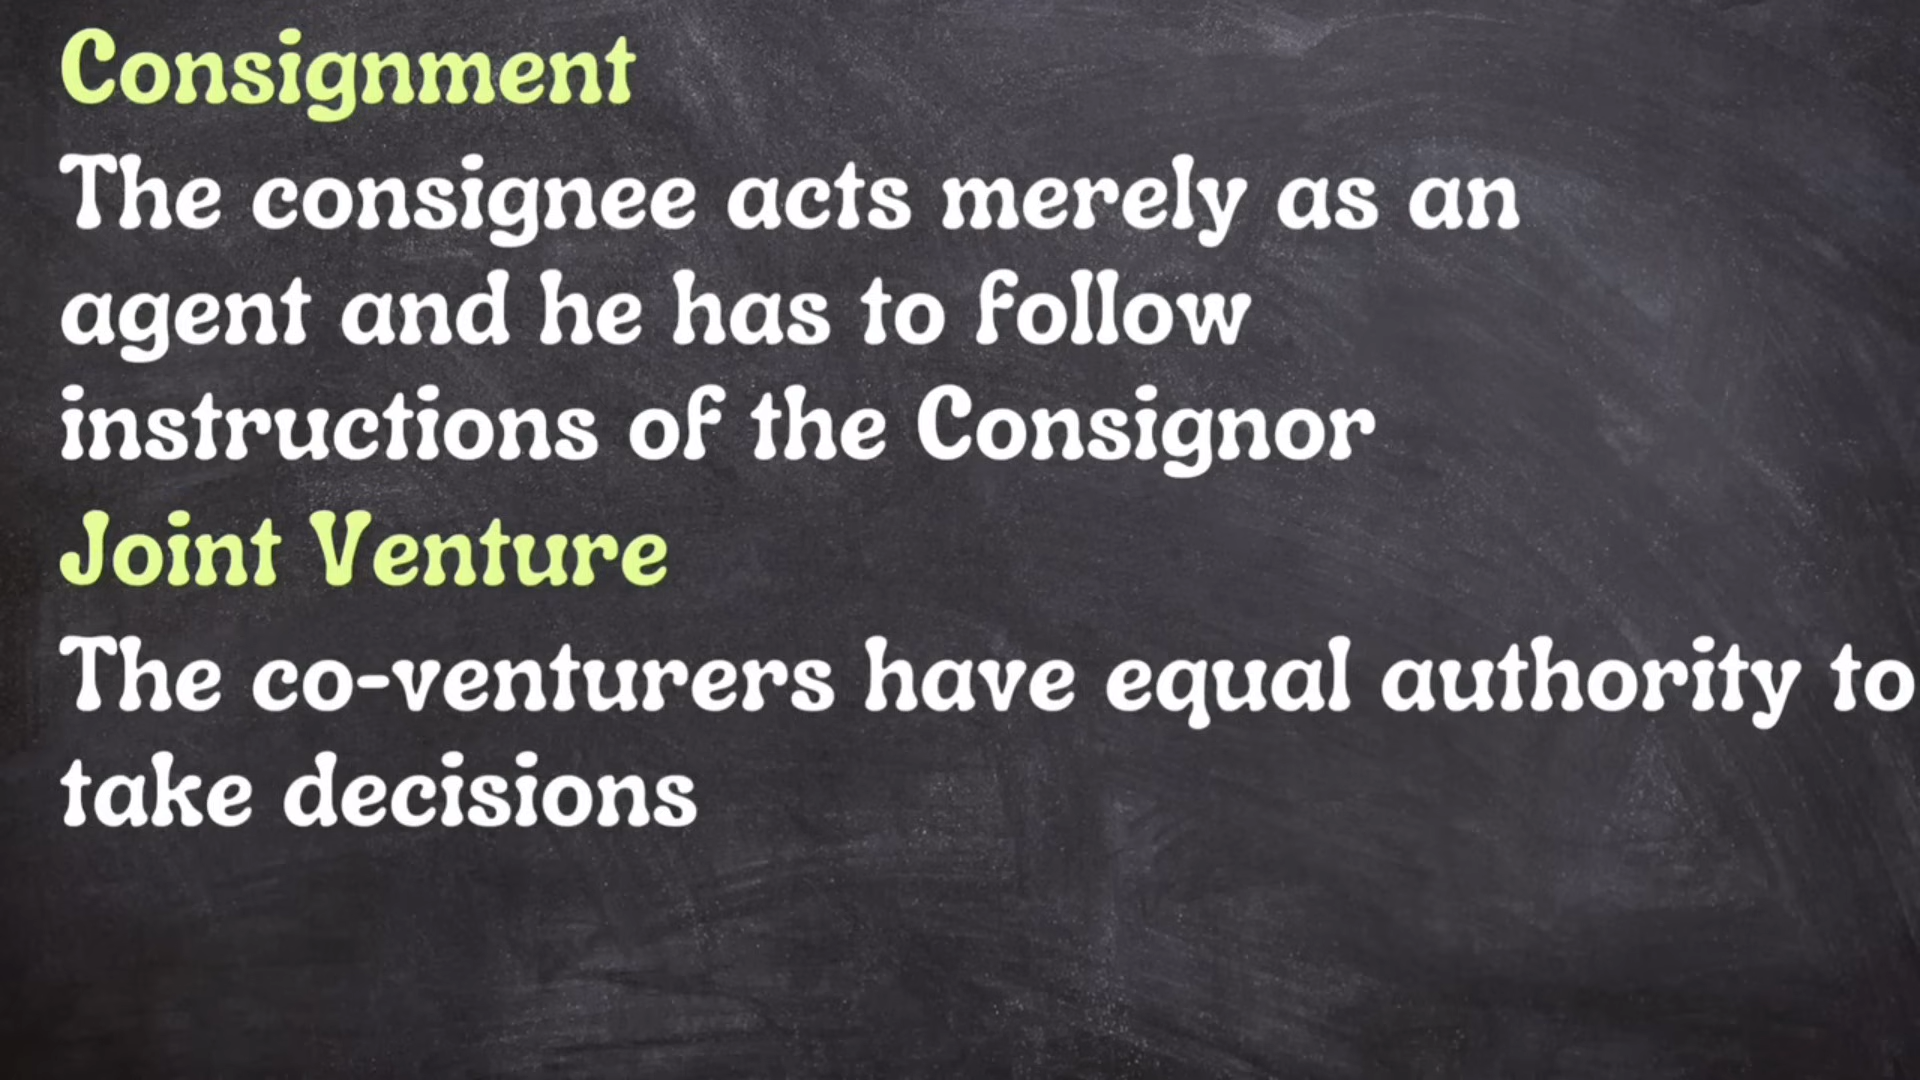 Consignment
The consignee acts merely as an
agent and he has to follow
instructions of the Consignor
Joint Venture
The co-venturers have equal authority to
take decisions